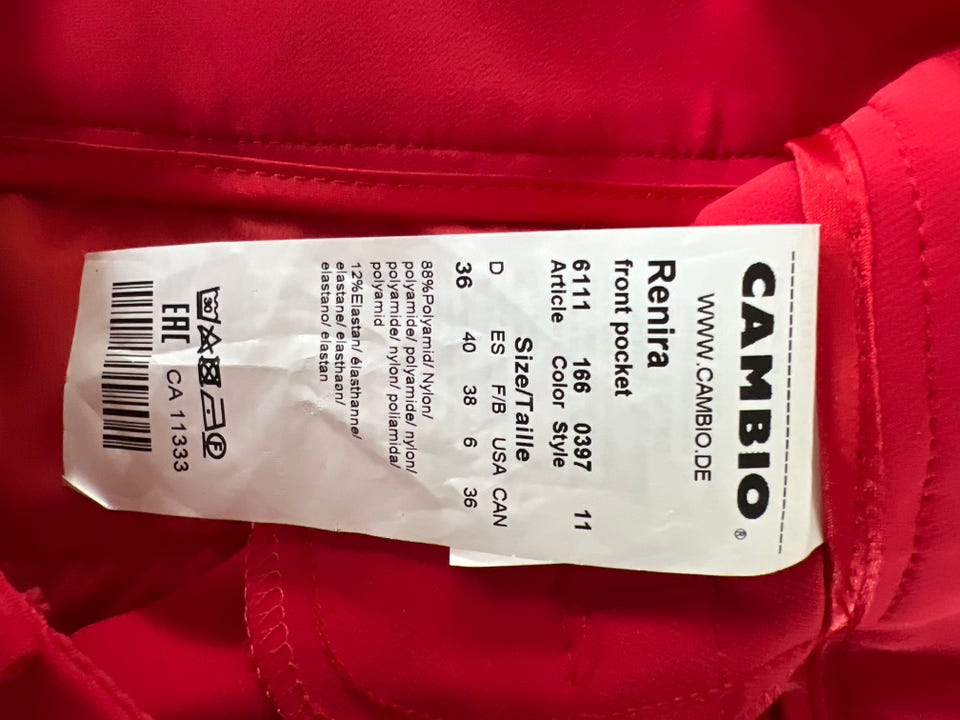 CAMBIO®
WWW.CAMBIO.DE
Renira
front pocket
6111 166 0397 11
Article Color Style
Size/Taille
D ES F/B USA CAN
36 40 38 6 36
88%Polyamid/ Nylon/
polyamide/ polyamide/ nylon/
polyamide/ nylon/ poliamida/
polyamid
12%Elastan/ élasthanne/
elastane/ elasthaan/
elastano/ elastan
30 F
EAC CA 11333